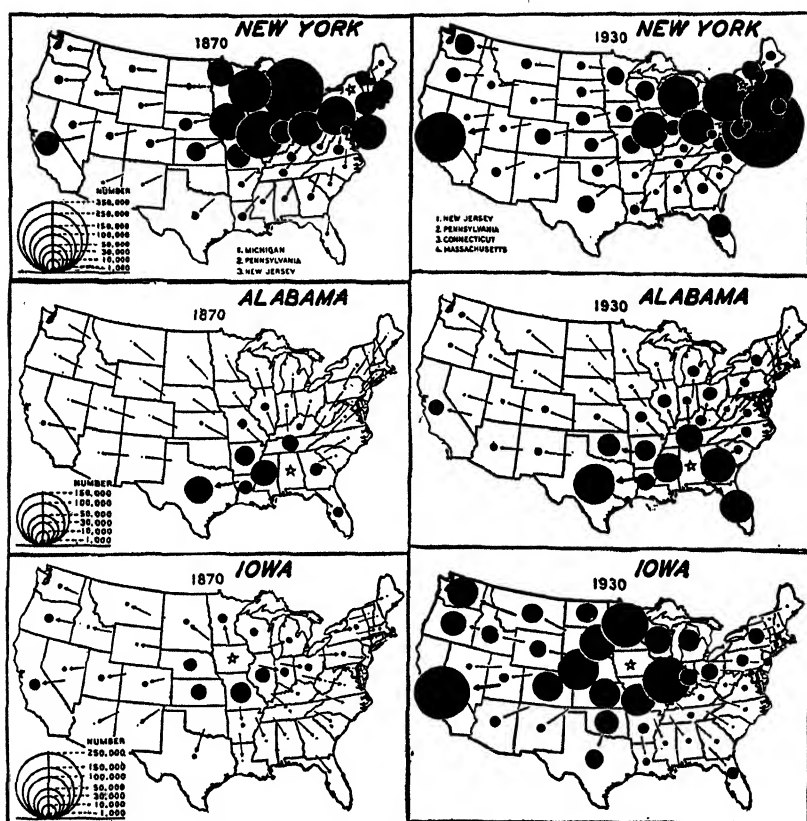 NEW YORK
1870
NUMBER
350,000
250,000
150,000
100,000
50,000
30,000
10,000
1,000
1. MICHIGAN
2. PENNSYLVANIA
3. NEW JERSEY
NEW YORK
1930
1. NEW JERSEY
2. PENNSYLVANIA
3. CONNECTICUT
4. MASSACHUSETTS
ALABAMA
1870
NUMBER
150,000
100,000
50,000
30,000
10,000
1,000
ALABAMA
1930
IOWA
1870
NUMBER
250,000
150,000
100,000
50,000
30,000
10,000
1,000
IOWA
1930